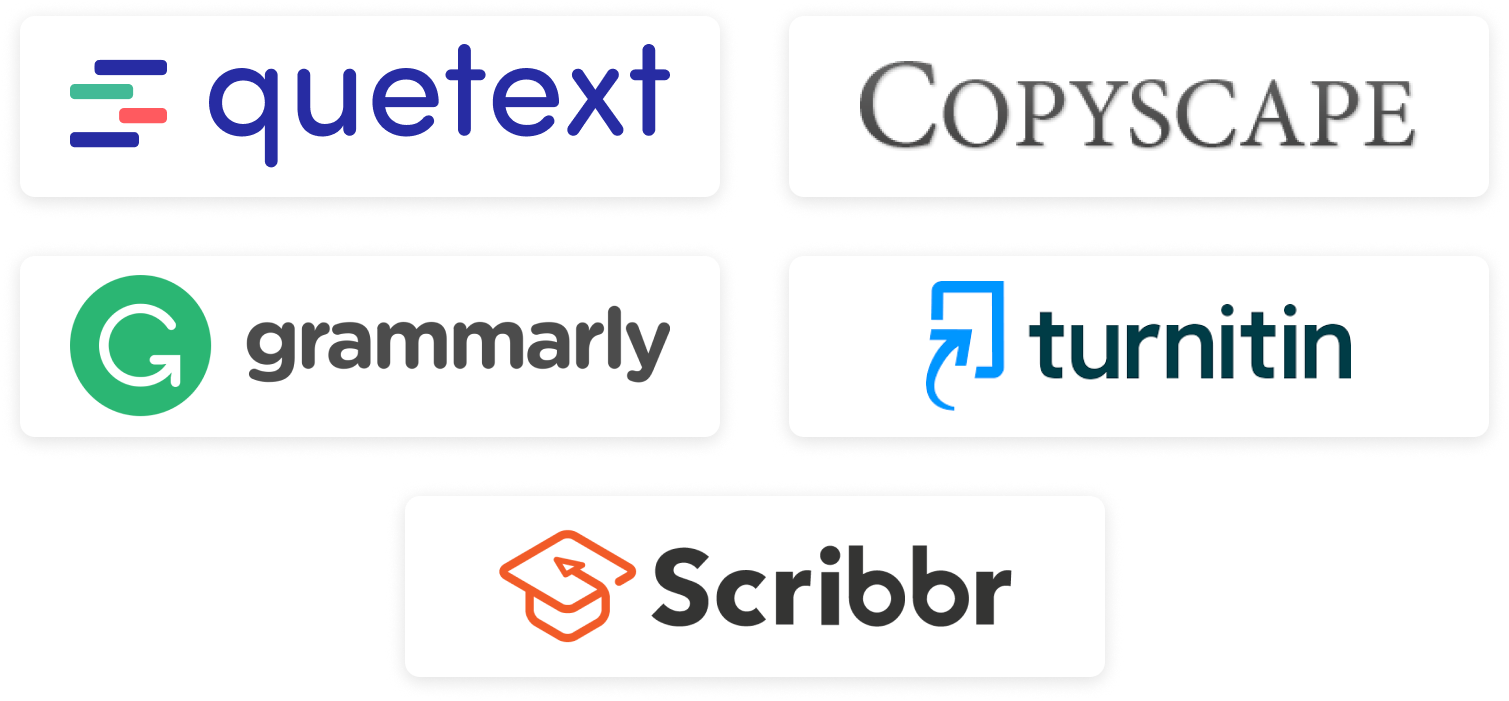 quetext
COPYSCAPE
grammarly
turnitin
Scribbr